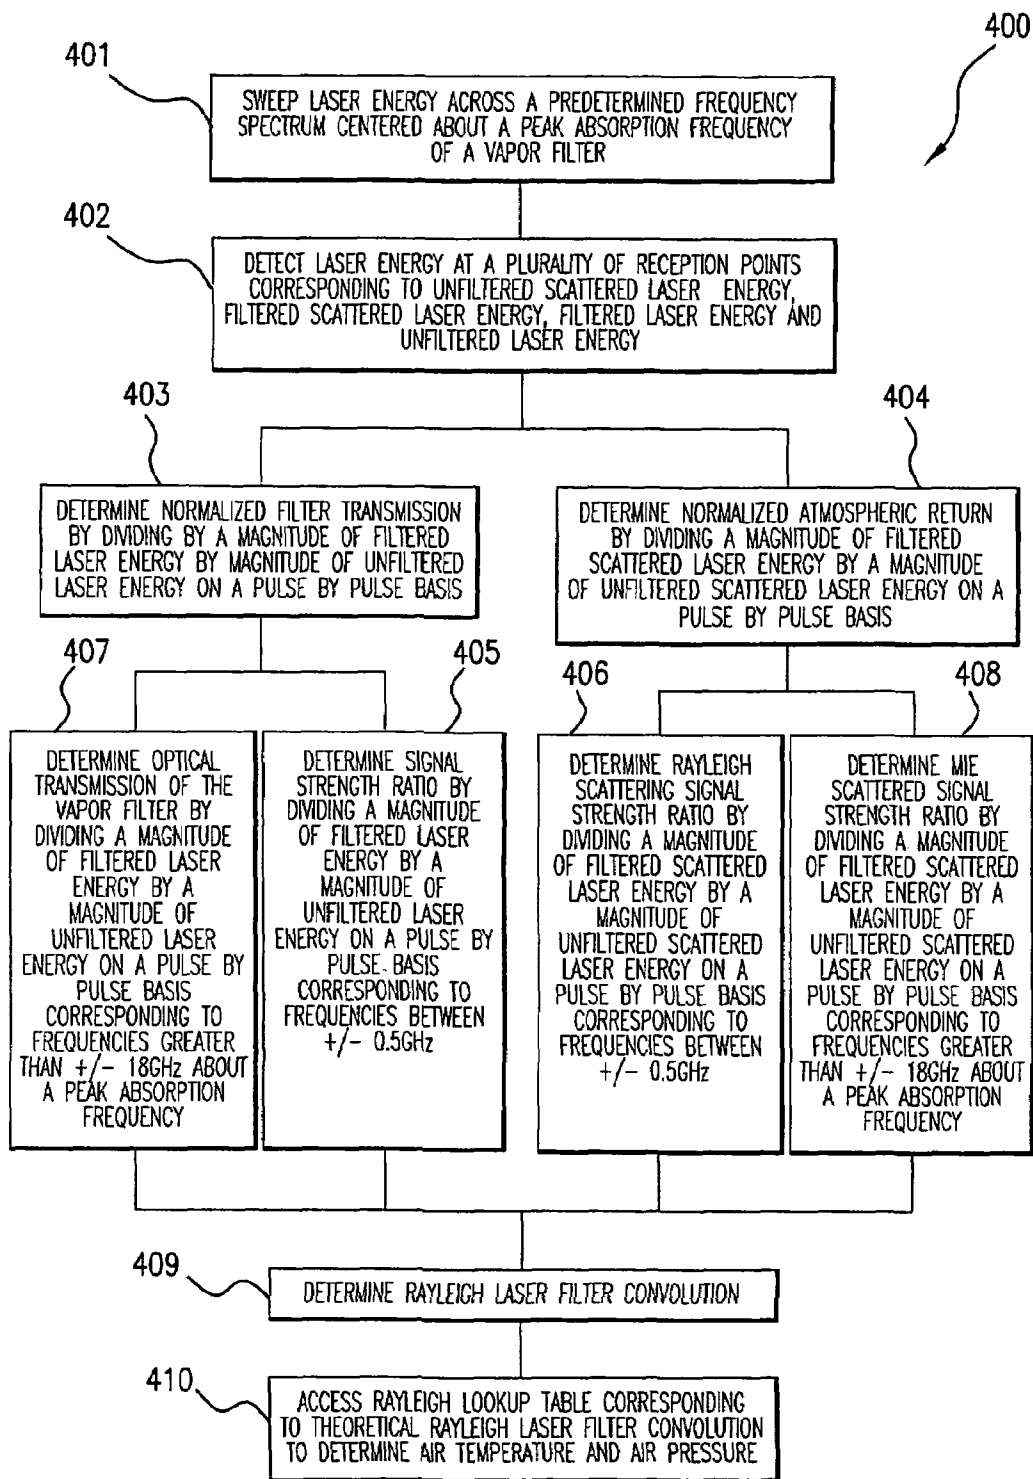 400
401
SWEEP LASER ENERGY ACROSS A PREDETERMINED FREQUENCY
SPECTRUM CENTERED ABOUT A PEAK ABSORPTION FREQUENCY
OF A VAPOR FILTER
402
DETECT LASER ENERGY AT A PLURALITY OF RECEPTION POINTS
CORRESPONDING TO UNFILTERED SCATTERED LASER ENERGY,
FILTERED SCATTERED LASER ENERGY, FILTERED LASER ENERGY AND
UNFILTERED LASER ENERGY
403
DETERMINE NORMALIZED FILTER TRANSMISSION
BY DIVIDING BY A MAGNITUDE OF FILTERED
LASER ENERGY BY MAGNITUDE OF UNFILTERED
LASER ENERGY ON A PULSE BY PULSE BASIS
404
DETERMINE NORMALIZED ATMOSPHERIC RETURN
BY DIVIDING A MAGNITUDE OF FILTERED
SCATTERED LASER ENERGY BY A MAGNITUDE
OF UNFILTERED SCATTERED LASER ENERGY ON A
PULSE BY PULSE BASIS
407
DETERMINE OPTICAL
TRANSMISSION OF THE
VAPOR FILTER BY
DIVIDING A MAGNITUDE
OF FILTERED LASER
ENERGY BY A
MAGNITUDE OF
UNFILTERED LASER
ENERGY ON A PULSE BY
PULSE BASIS
CORRESPONDING TO
FREQUENCIES GREATER
THAN +/- 18GHz ABOUT
A PEAK ABSORPTION
FREQUENCY
405
DETERMINE SIGNAL
STRENGTH RATIO BY
DIVIDING A MAGNITUDE
OF FILTERED LASER
ENERGY BY A
MAGNITUDE OF
UNFILTERED LASER
ENERGY ON A PULSE BY
PULSE BASIS
CORRESPONDING TO
FREQUENCIES BETWEEN
+/- 0.5GHz
406
DETERMINE RAYLEIGH
SCATTERING SIGNAL
STRENGTH RATIO BY
DIVIDING A MAGNITUDE
OF FILTERED SCATTERED
LASER ENERGY BY A
MAGNITUDE OF
UNFILTERED SCATTERED
LASER ENERGY ON A
PULSE BY PULSE BASIS
CORRESPONDING TO
FREQUENCIES BETWEEN
+/- 0.5GHz
408
DETERMINE MIE
SCATTERED SIGNAL
STRENGTH RATIO BY
DIVIDING A MAGNITUDE
OF FILTERED SCATTERED
LASER ENERGY BY A
MAGNITUDE OF
UNFILTERED SCATTERED
LASER ENERGY ON A
PULSE BY PULSE BASIS
CORRESPONDING TO
FREQUENCIES GREATER
THAN +/- 18GHz ABOUT
A PEAK ABSORPTION
FREQUENCY
409
DETERMINE RAYLEIGH LASER FILTER CONVOLUTION
410
ACCESS RAYLEIGH LOOKUP TABLE CORRESPONDING
TO THEORETICAL RAYLEIGH LASER FILTER CONVOLUTION
TO DETERMINE AIR TEMPERATURE AND AIR PRESSURE